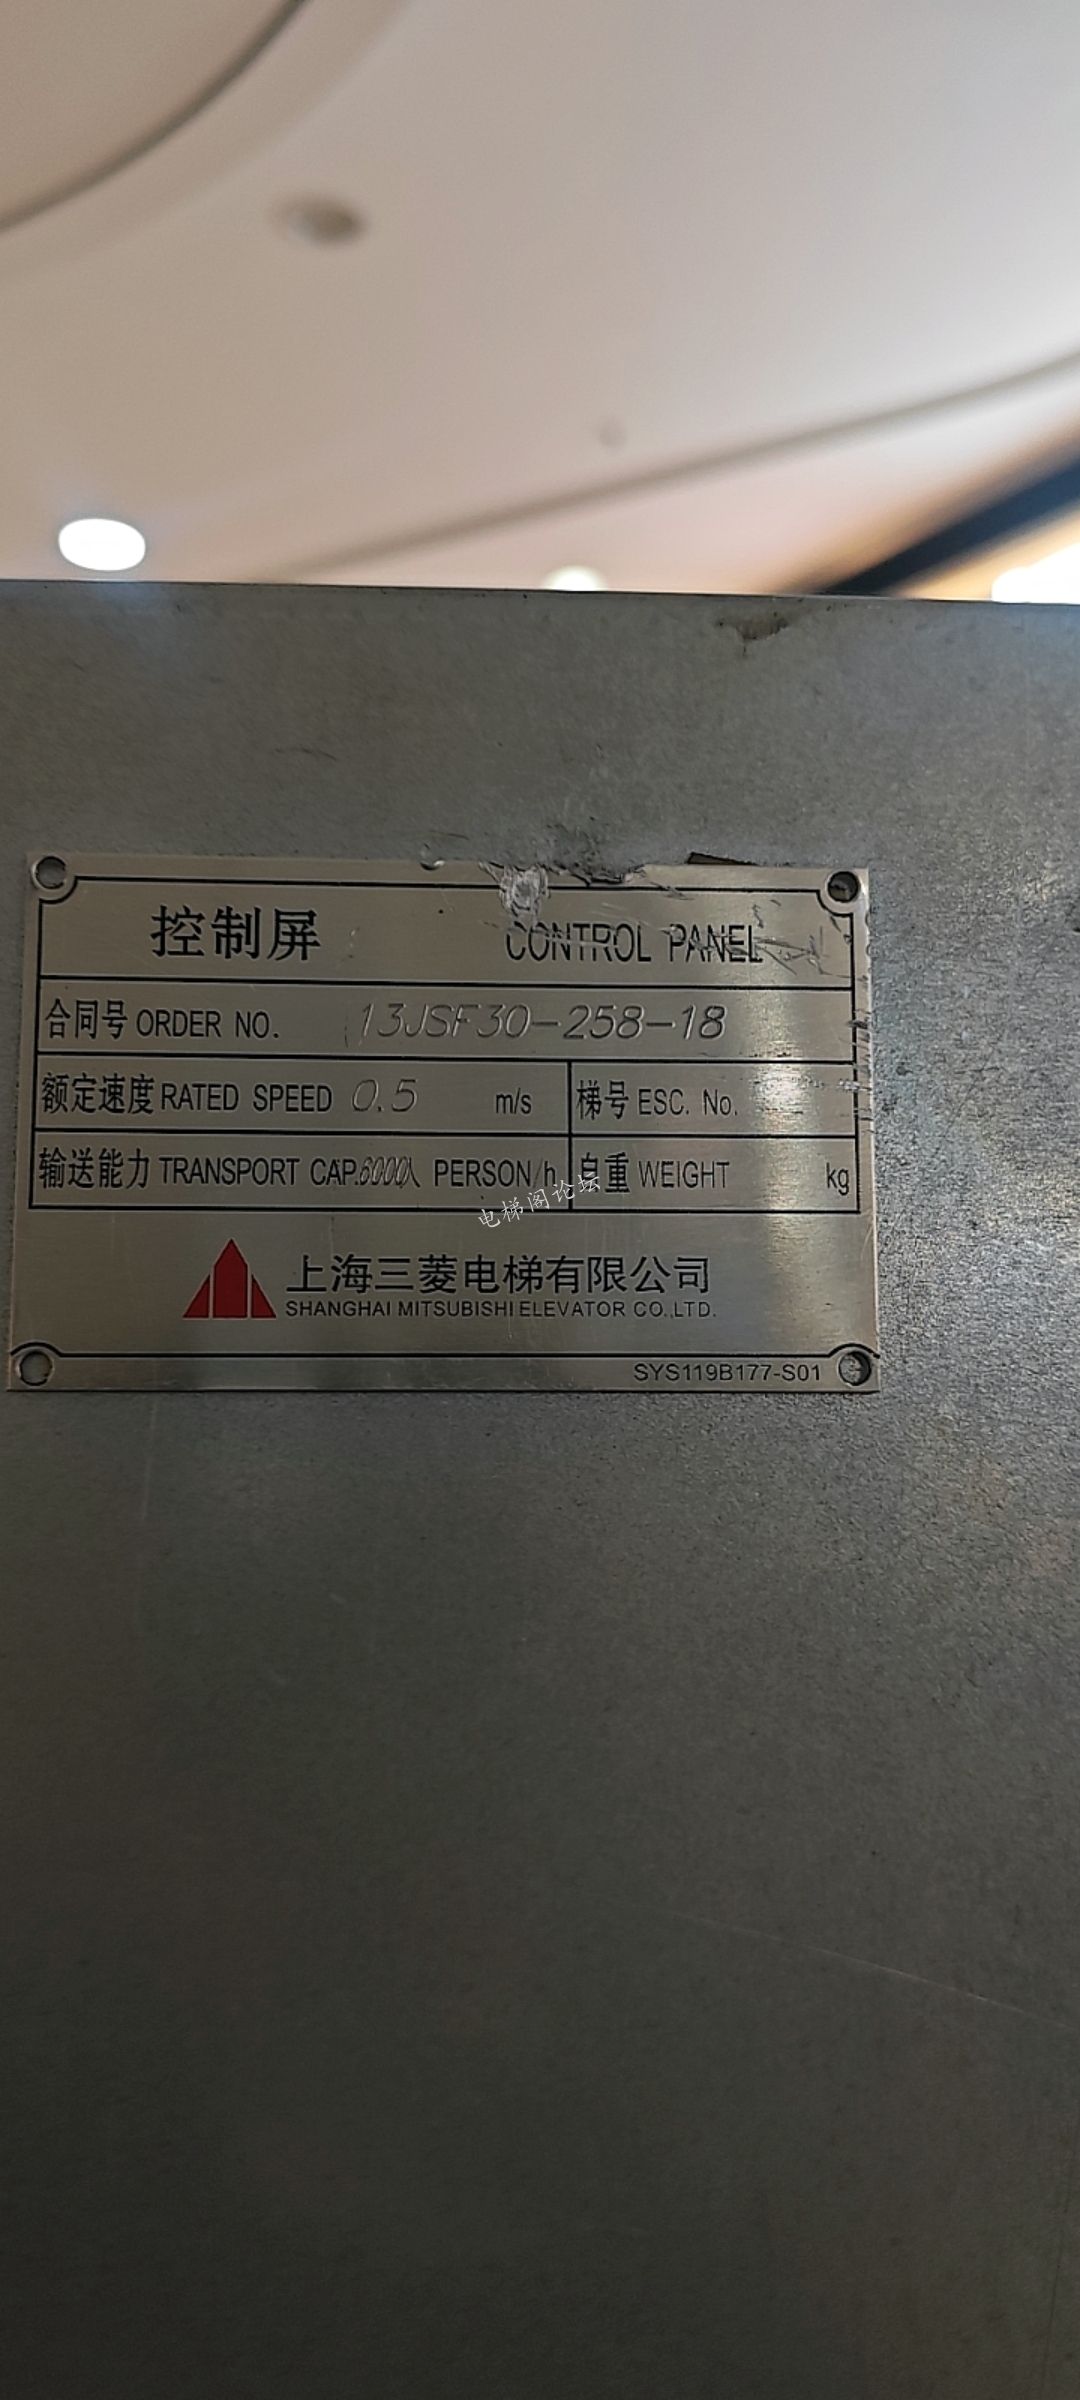 控制屏 CONTROL PANEL
合同号 ORDER NO. 13JSF30-258-18
额定速度 RATED SPEED 0.5 m/s 梯号 ESC. No.
输送能力 TRANSPORT CAP. 6000人 PERSON/h 自重 WEIGHT kg
电梯阁论坛
上海三菱电梯有限公司
SHANGHAI MITSUBISHI ELEVATOR CO.,LTD.
SYS119B177-S01